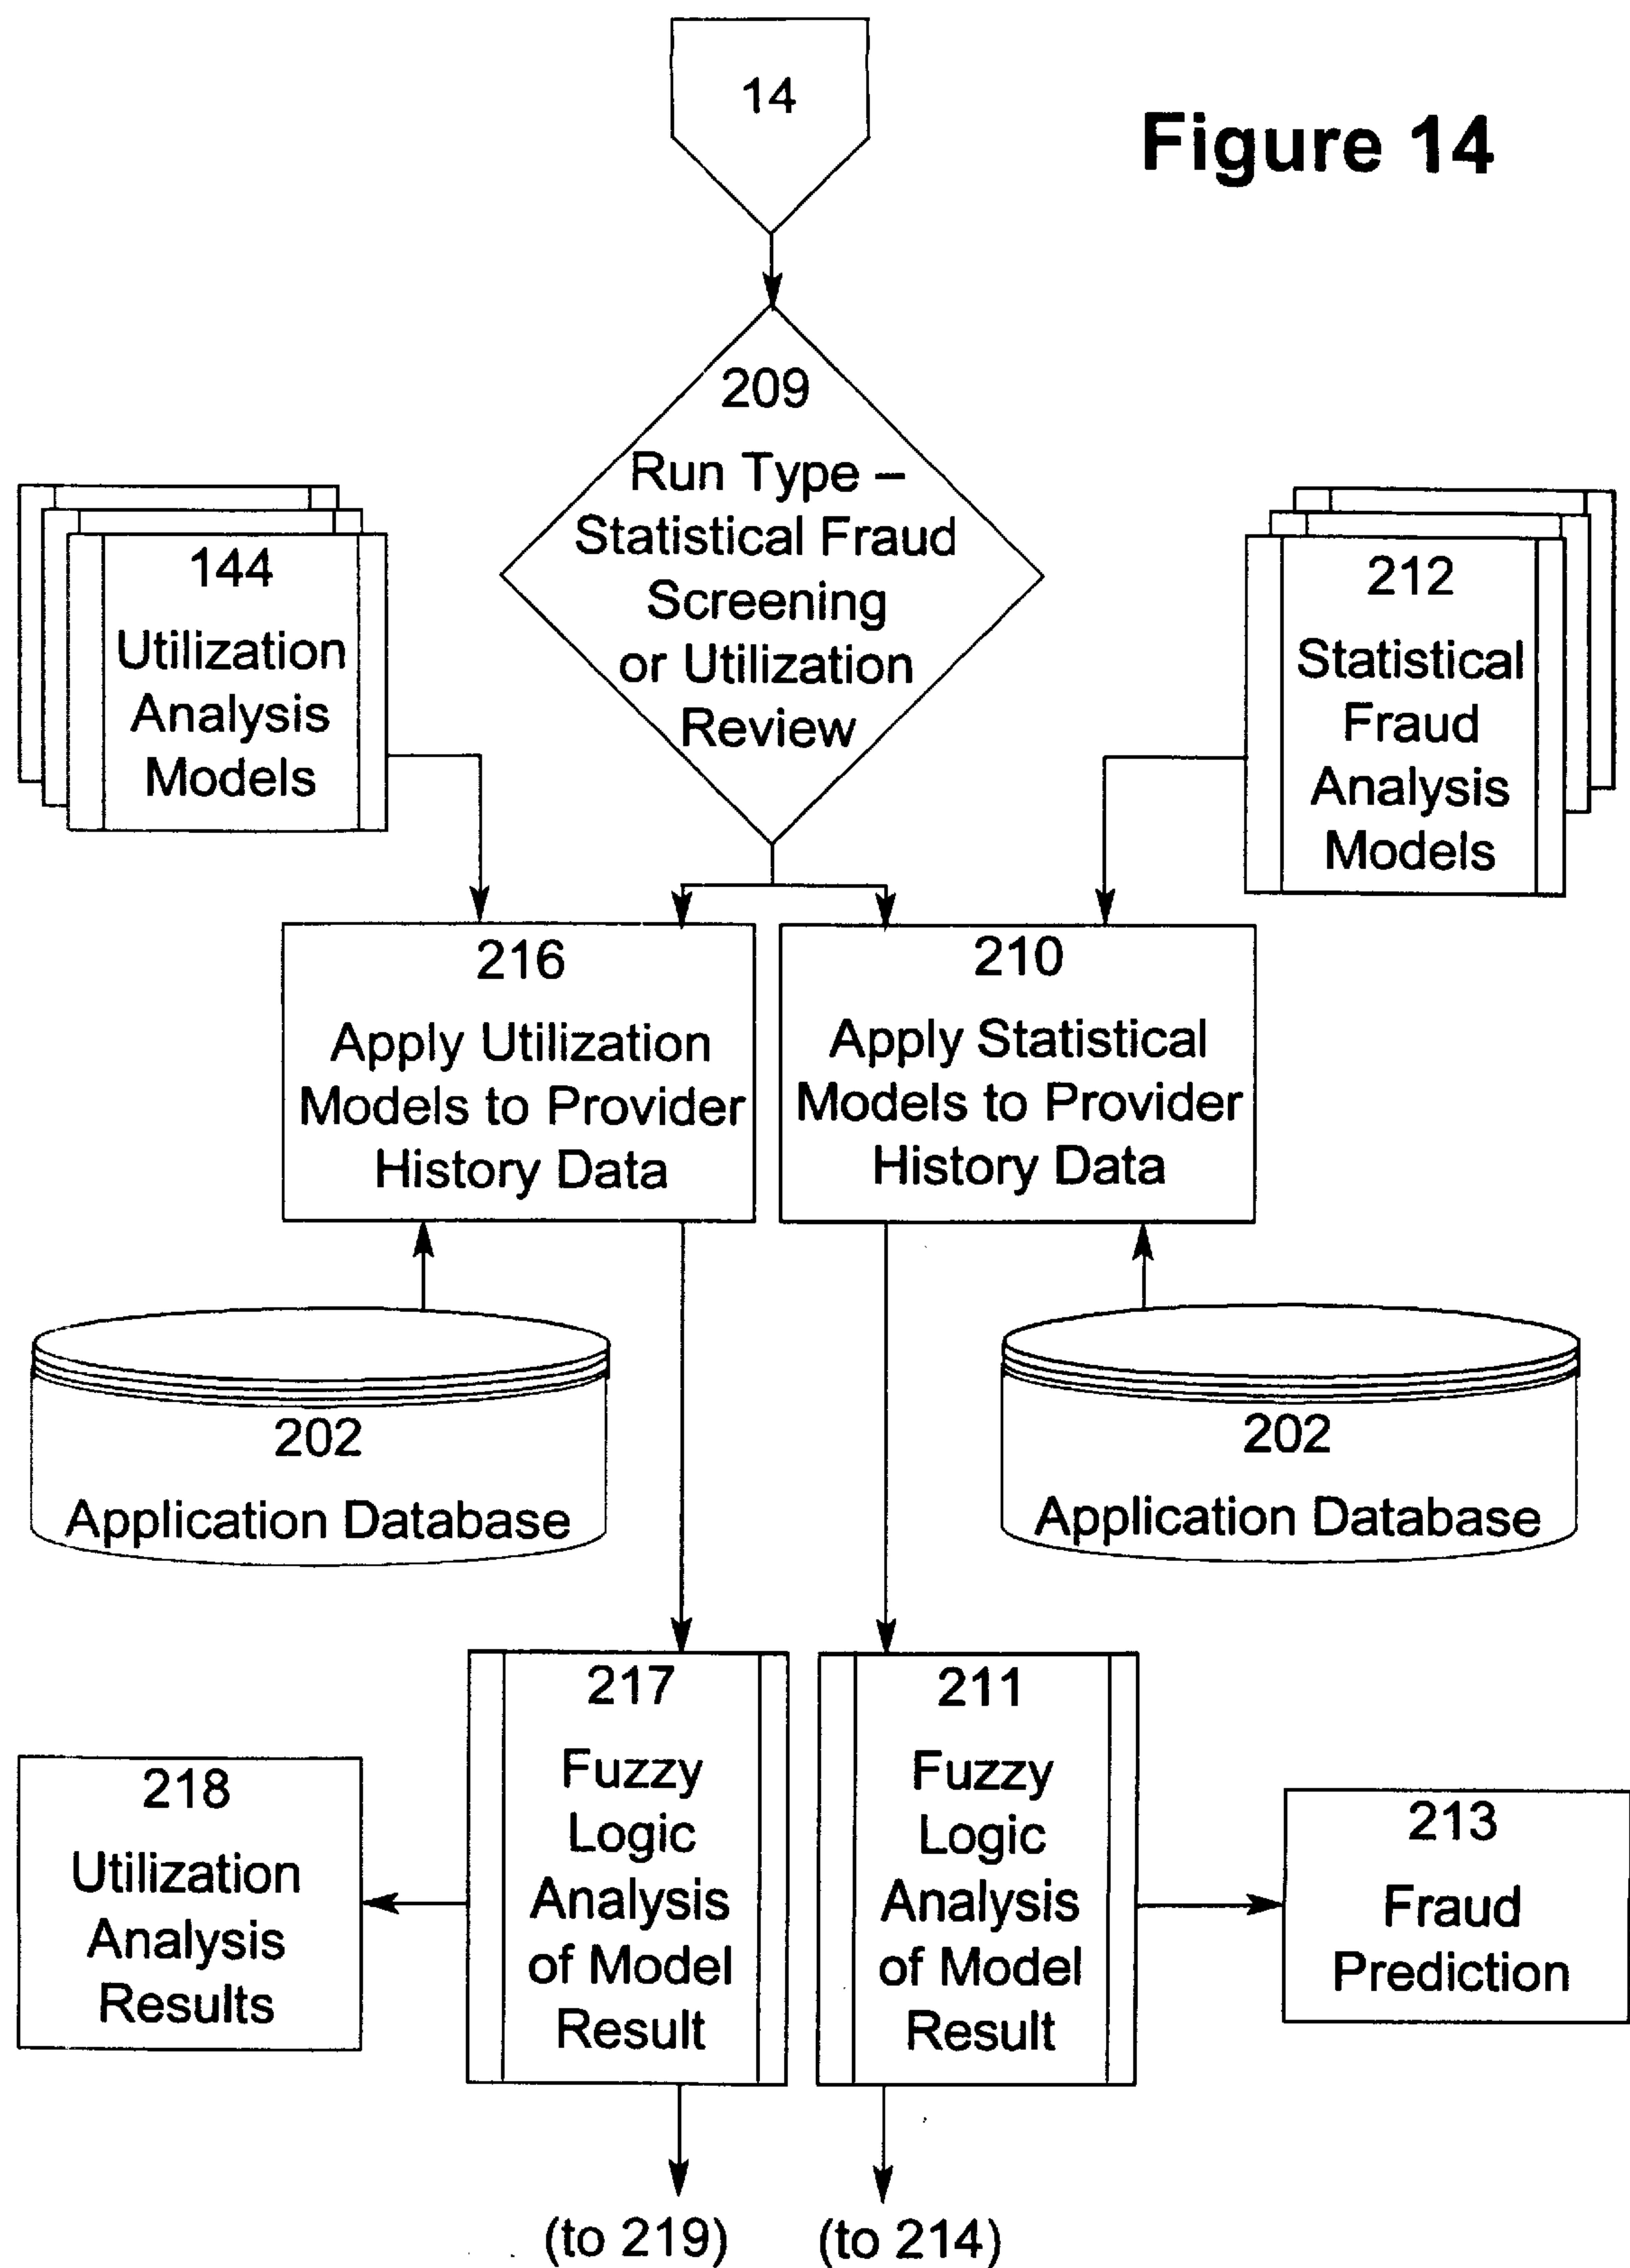 14
Figure 14
209
Run Type –
Statistical Fraud
Screening
or Utilization
Review
144
Utilization
Analysis
Models
212
Statistical
Fraud
Analysis
Models
216
Apply Utilization
Models to Provider
History Data
210
Apply Statistical
Models to Provider
History Data
202
Application Database
202
Application Database
217
Fuzzy
Logic
Analysis
of Model
Result
211
Fuzzy
Logic
Analysis
of Model
Result
218
Utilization
Analysis
Results
213
Fraud
Prediction
(to 219)
(to 214)